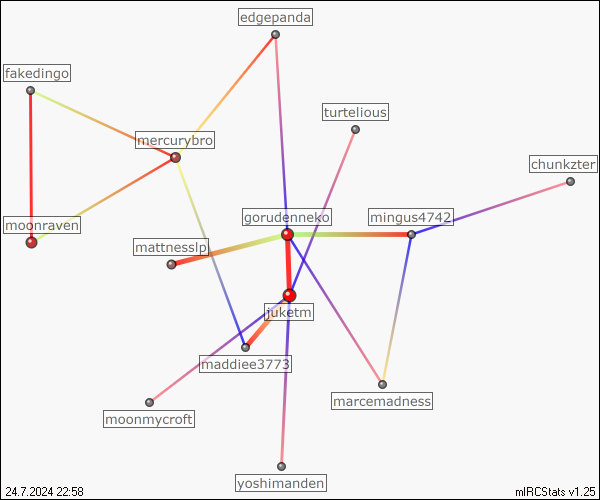 edgepanda
fakedingo
turtelious
mercurybro
chunkzter
gorudenneko
mingus4742
moonraven
mattnesslp
juketm
maddiee3773
marcemadness
moonmycroft
yoshimanden
24.7.2024 22:58
mIRCStats v1.25